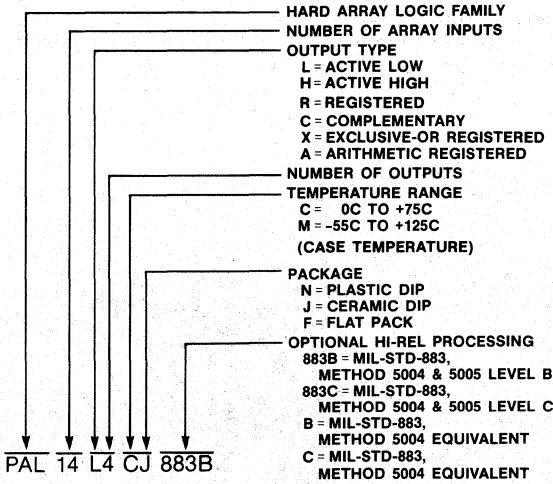 HARD ARRAY LOGIC FAMILY
NUMBER OF ARRAY INPUTS
OUTPUT TYPE
L = ACTIVE LOW
H = ACTIVE HIGH
R = REGISTERED
C = COMPLEMENTARY
X = EXCLUSIVE-OR REGISTERED
A = ARITHMETIC REGISTERED
NUMBER OF OUTPUTS
TEMPERATURE RANGE
C = 0C TO +75C
M = -55C TO +125C
(CASE TEMPERATURE)
PACKAGE
N = PLASTIC DIP
J = CERAMIC DIP
F = FLAT PACK
OPTIONAL HI-REL PROCESSING
883B = MIL-STD-883,
METHOD 5004 & 5005 LEVEL B
883C = MIL-STD-883,
METHOD 5004 & 5005 LEVEL C
B = MIL-STD-883,
METHOD 5004 EQUIVALENT
C = MIL-STD-883,
METHOD 5004 EQUIVALENT
PAL 14 L4 CJ 883B